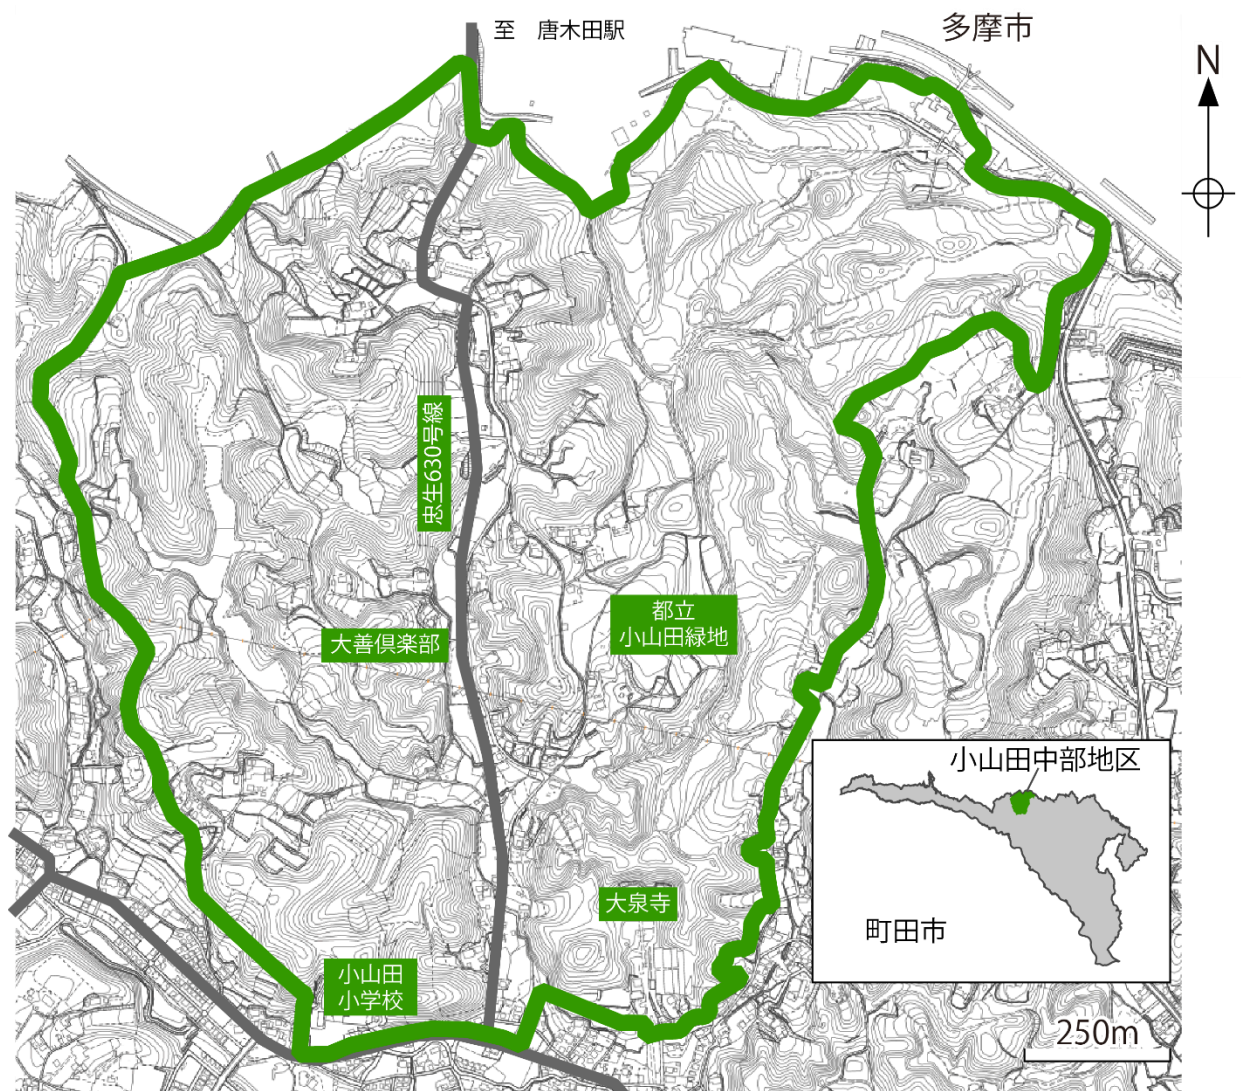 至 唐木田駅
多摩市
N
忠生630号線
都立
小山田緑地
大善倶楽部
小山田中部地区
町田市
大泉寺
小山田
小学校
250m